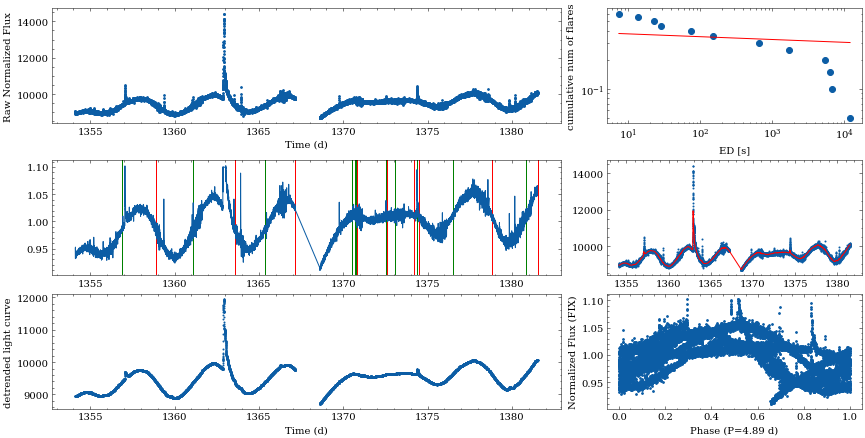 Raw Normalized Flux
14000
12000
10000
1355 1360 1365 1370 1375 1380
Time (d)
cumulative num of flares
10⁻¹
10¹ 10² 10³ 10⁴
ED [s]
1.10
1.05
1.00
0.95
1355 1360 1365 1370 1375 1380
14000
12000
10000
1355 1360 1365 1370 1375 1380
detrended light curve
12000
11000
10000
9000
1355 1360 1365 1370 1375 1380
Time (d)
Normalized Flux (FIX)
1.10
1.05
1.00
0.95
0.0 0.2 0.4 0.6 0.8 1.0
Phase (P=4.89 d)